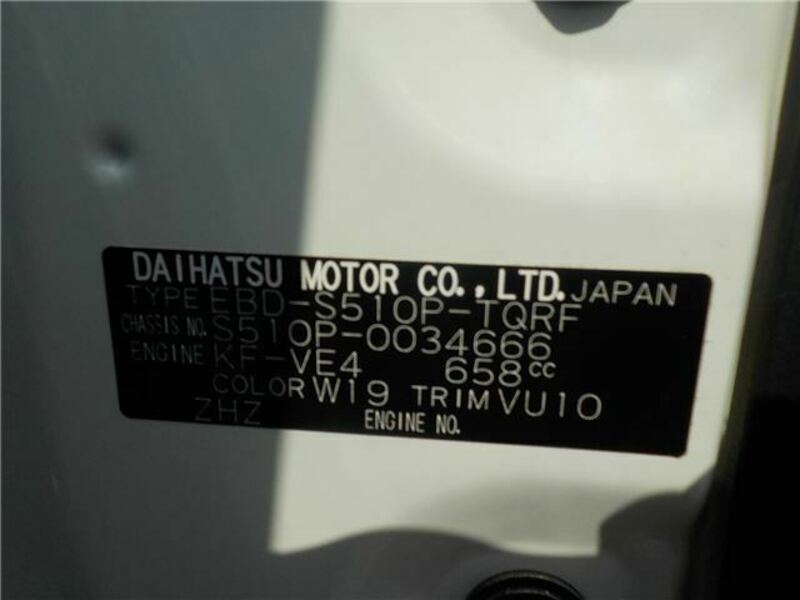 DAIHATSU MOTOR CO., LTD. JAPAN
TYPE EBD-S510P-TQRF
CHASSIS NO. S510P-0034666
ENGINE KF-VE4 658cc
COLOR W19 TRIM VU10
ZHZ ENGINE NO.